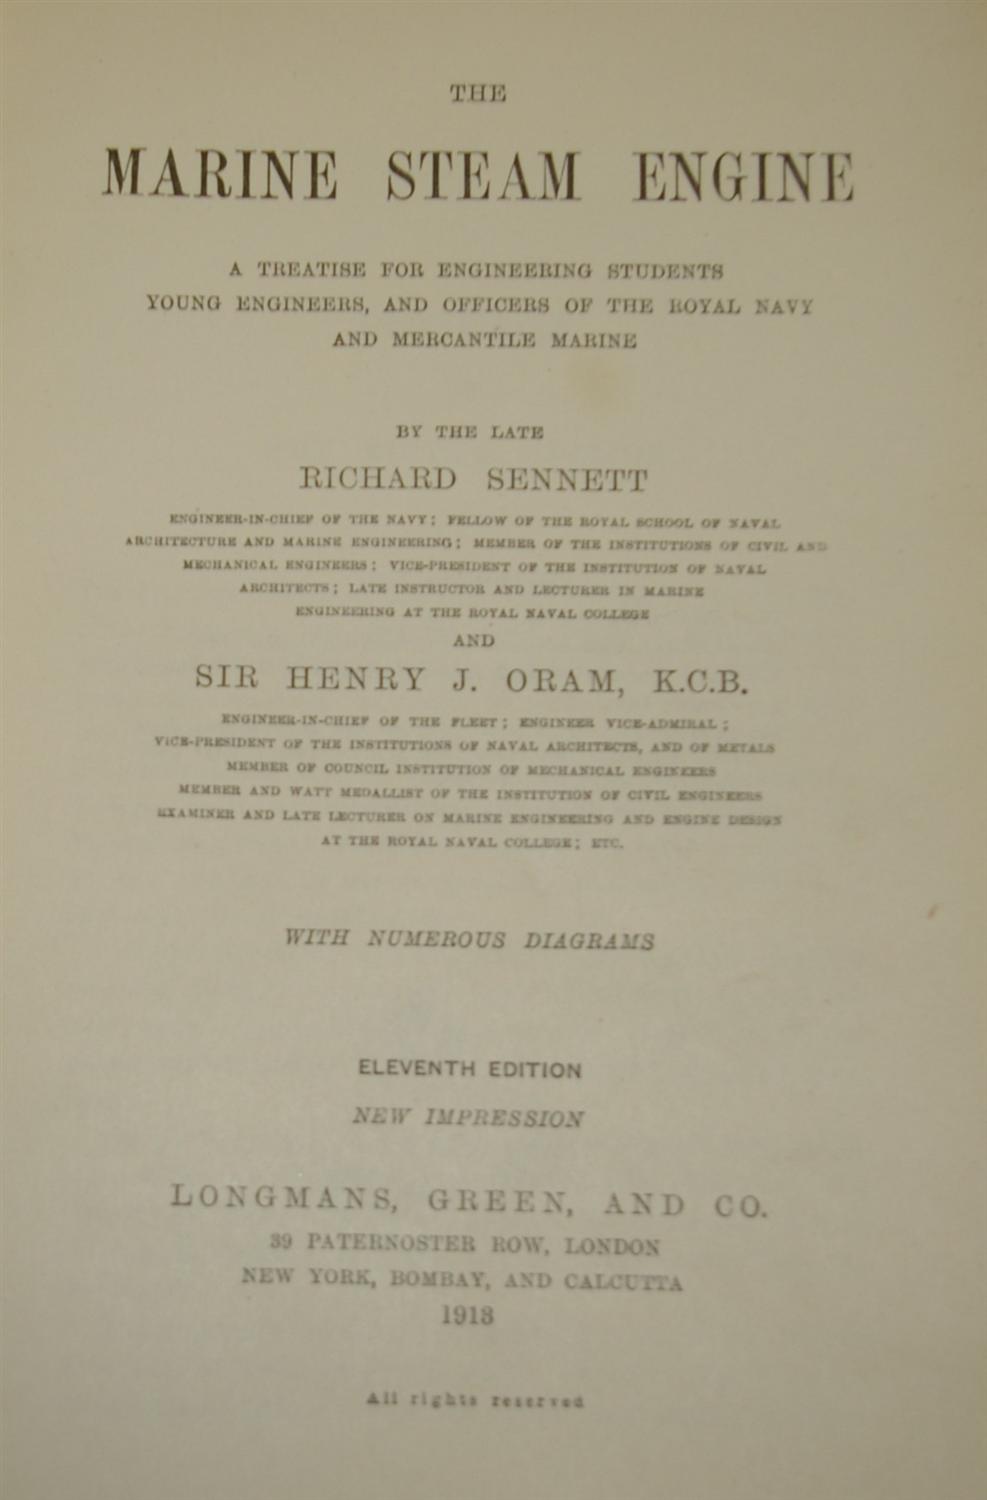 THE
MARINE STEAM ENGINE
A TREATISE FOR ENGINEERING STUDENTS
YOUNG ENGINEERS, AND OFFICERS OF THE ROYAL NAVY
AND MERCANTILE MARINE
BY THE LATE
RICHARD SENNETT
ENGINEER-IN-CHIEF OF THE NAVY; FELLOW OF THE ROYAL SCHOOL OF NAVAL
ARCHITECTURE AND MARINE ENGINEERING; MEMBER OF THE INSTITUTIONS OF CIVIL AND
MECHANICAL ENGINEERS; VICE-PRESIDENT OF THE INSTITUTION OF NAVAL
ARCHITECTS; LATE INSTRUCTOR AND LECTURER IN MARINE
ENGINEERING AT THE ROYAL NAVAL COLLEGE
AND
SIR HENRY J. ORAM, K.C.B.
ENGINEER-IN-CHIEF OF THE FLEET; ENGINEER VICE-ADMIRAL;
VICE-PRESIDENT OF THE INSTITUTIONS OF NAVAL ARCHITECTS, AND OF METALS
MEMBER OF COUNCIL INSTITUTION OF MECHANICAL ENGINEERS
MEMBER AND WATT MEDALLIST OF THE INSTITUTION OF CIVIL ENGINEERS
EXAMINER AND LATE LECTURER ON MARINE ENGINEERING AND ENGINE DESIGN
AT THE ROYAL NAVAL COLLEGE; ETC.
WITH NUMEROUS DIAGRAMS
ELEVENTH EDITION
NEW IMPRESSION
LONGMANS, GREEN, AND CO.
39 PATERNOSTER ROW, LONDON
NEW YORK, BOMBAY, AND CALCUTTA
1913
All rights reserved